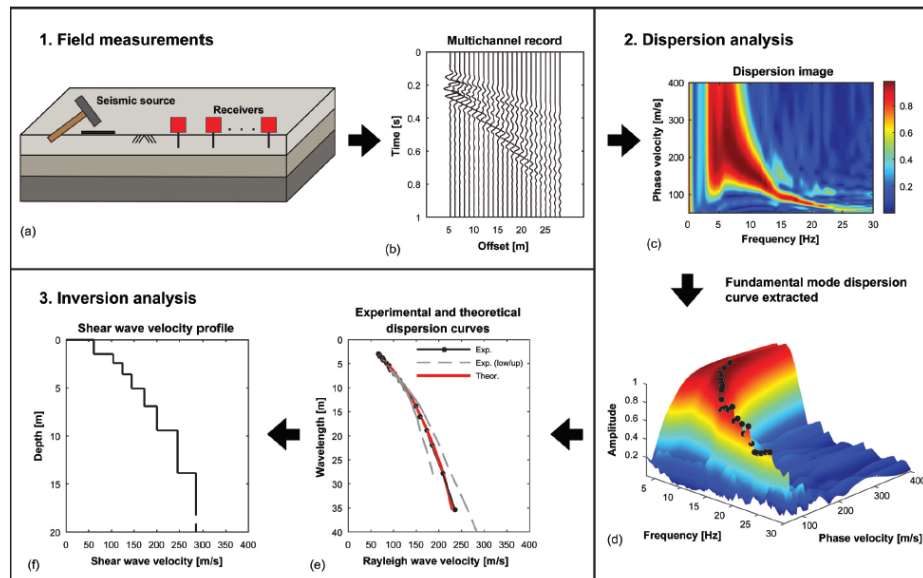 1. Field measurements
Seismic source
Receivers
(a)
Multichannel record
Time [s]
0
0.2
0.4
0.6
0.8
1
5 10 15 20 25
Offset [m]
(b)
2. Dispersion analysis
Dispersion image
Phase velocity [m/s]
400
300
200
100
0 5 10 15 20 25 30
Frequency [Hz]
0.8
0.6
0.4
0.2
(c)
Fundamental mode dispersion
curve extracted
Amplitude
1
0.8
0.6
0.4
0.2
5 10 15 20 25 30
Frequency [Hz]
100 200 300 400
Phase velocity [m/s]
(d)
3. Inversion analysis
Experimental and theoretical
dispersion curves
Exp.
Exp. (low/up)
Theor.
Wavelength [m]
0
5
10
15
20
25
30
35
40
0 50 100 150 200 250 300 350 400
Rayleigh wave velocity [m/s]
(e)
Shear wave velocity profile
Depth [m]
0
5
10
15
20
0 50 100 150 200 250 300 350 400
Shear wave velocity [m/s]
(f)